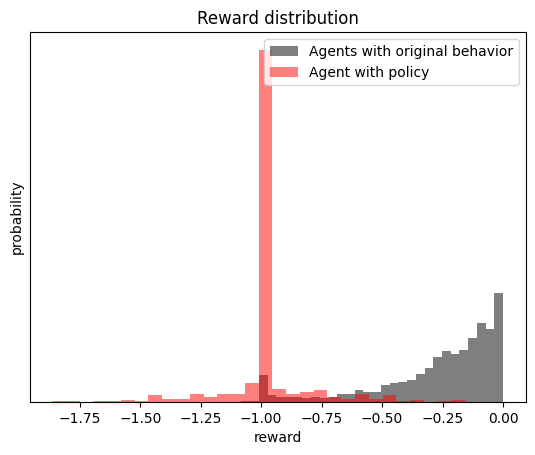 Reward distribution
Agents with original behavior
Agent with policy
probability
−1.75 −1.50 −1.25 −1.00 −0.75 −0.50 −0.25 0.00
reward